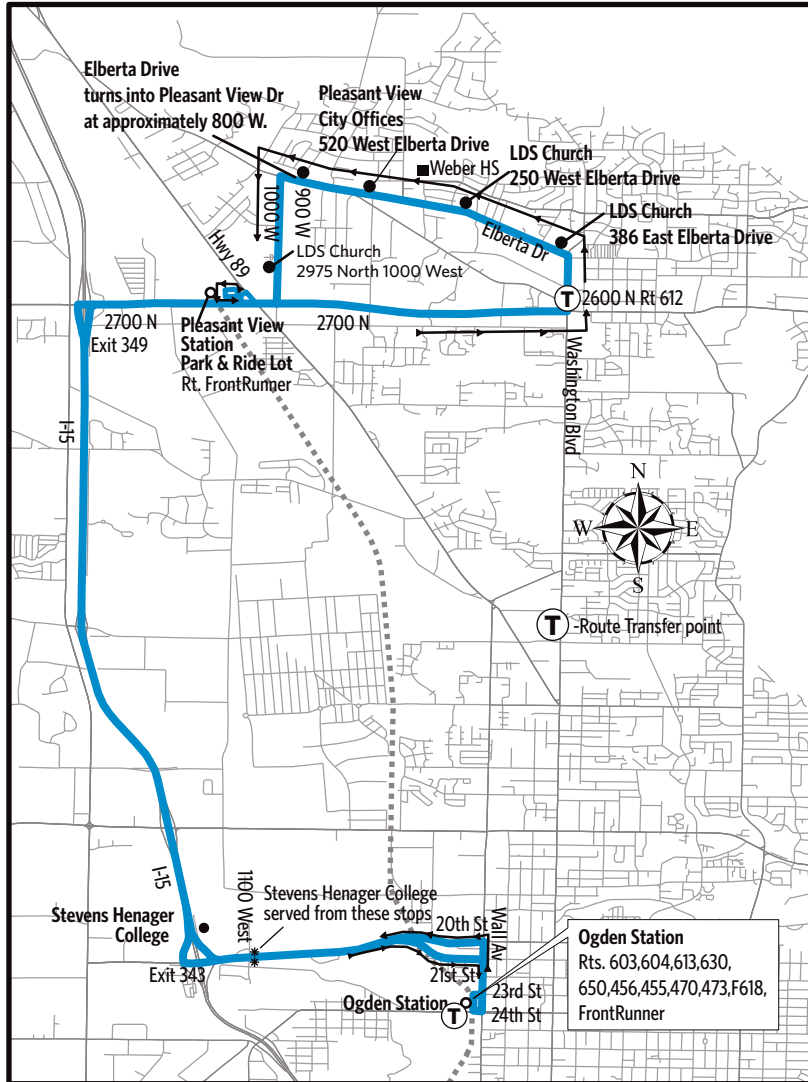 Elberta Drive
turns into Pleasant View Dr
at approximately 800 W.
Pleasant View
City Offices
520 West Elberta Drive
Weber HS
LDS Church
250 West Elberta Drive
LDS Church
386 East Elberta Drive
1000 W
900 W
Elberta Dr
Hwy 89
LDS Church
2975 North 1000 West
T
2600 N Rt 612
2700 N
2700 N
Pleasant View
Station
Park & Ride Lot
Rt. FrontRunner
Exit 349
Washington Blvd
I-15
N
W
E
S
T
-Route Transfer point
I-15
1100 West
Stevens Henager College
served from these stops
Stevens Henager
College
20th St
Wall Av
Exit 343
21st St
Ogden Station
T
23rd St
24th St
Ogden Station
Rts. 603,604,613,630,
650,456,455,470,473,F618,
FrontRunner